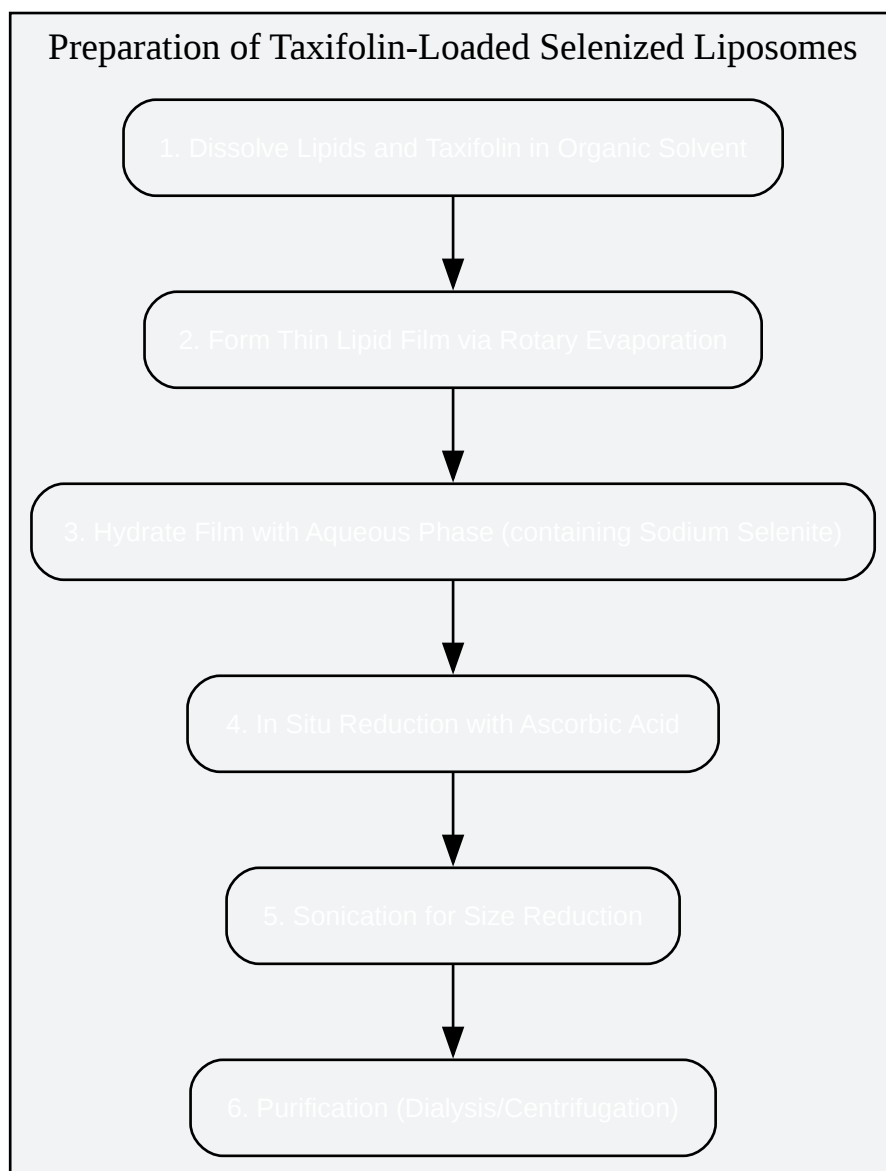 Preparation of Taxifolin-Loaded Selenized Liposomes
1. Dissolve Lipids and Taxifolin in Organic Solvent
2. Form Thin Lipid Film via Rotary Evaporation
3. Hydrate Film with Aqueous Phase (containing Sodium Selenite)
4. In Situ Reduction with Ascorbic Acid
5. Sonication for Size Reduction
6. Purification (Dialysis/Centrifugation)